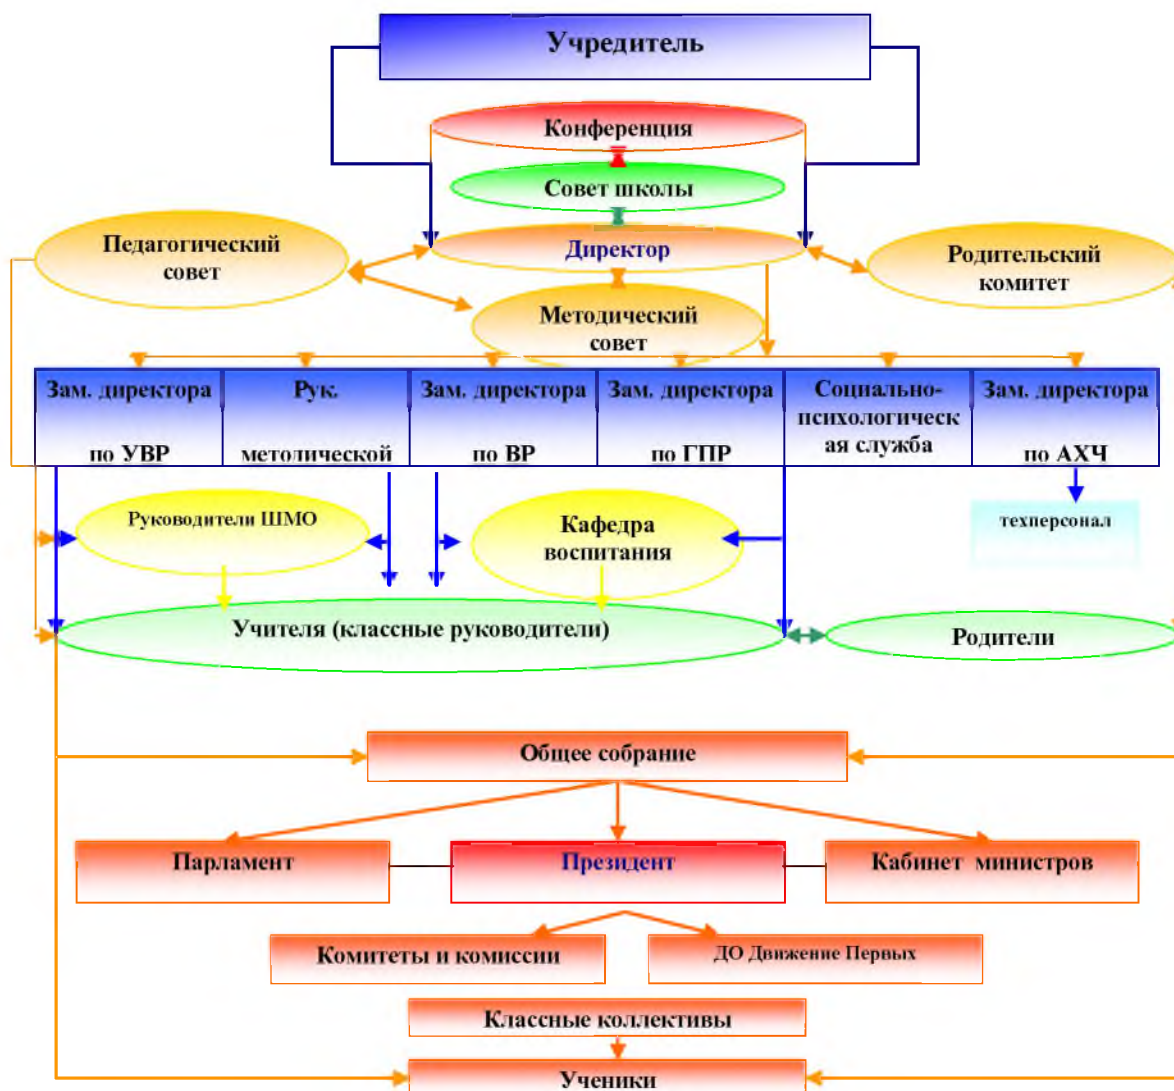 Учредитель
Конференция
Совет школы
Педагогический
совет
Директор
Родительский
комитет
Методический
совет
Зам. директора
по УВР
Рук.
методической
Зам. директора
по ВР
Зам. директора
по ГПР
Социально-
психологическ
ая служба
Зам. директора
по АХЧ
Руководители ШМО
Кафедра
воспитания
техперсонал
Учителя (классные руководители)
Родители
Общее собрание
Парламент
Президент
Кабинет министров
Комитеты и комиссии
ДО Движение Первых
Классные коллективы
Ученики